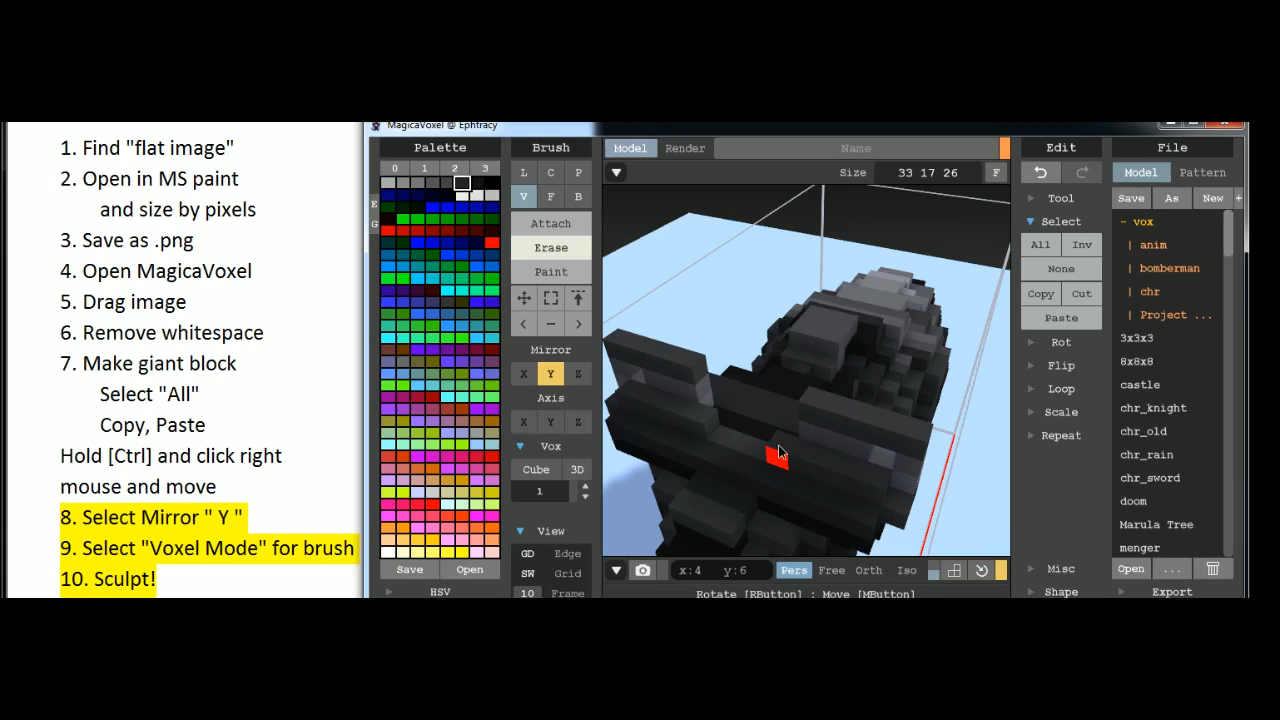 1. Find "flat image"
2. Open in MS paint
and size by pixels
3. Save as .png
4. Open MagicaVoxel
5. Drag image
6. Remove whitespace
7. Make giant block
Select "All"
Copy, Paste
Hold [Ctrl] and click right
mouse and move
8. Select Mirror " Y "
9. Select "Voxel Mode" for brush
10. Sculpt!
MagicaVoxel @ Ephtracy
Palette
0 1 2 3
E
G
Save Open
HSV
Brush
L C P
V F B
Attach
Erase
Paint
< - >
Mirror
X Y Z
Axis
X Y Z
Vox
Cube 3D
1
View
GD Edge
SW Grid
10 Frame
Model Render Name
Size 33 17 26 F
x:4 y:6 Pers Free Orth Iso
Rotate [RButton] : Move [MButton]
Edit
Tool
Select
All Inv
None
Copy Cut
Paste
Rot
Flip
Loop
Scale
Repeat
Misc
Shape
File
Model Pattern
Save As New +
- vox
| anim
| bomberman
| chr
| Project ...
3x3x3
8x8x8
castle
chr_knight
chr_old
chr_rain
chr_sword
doom
Marula Tree
menger
Open ...
Export